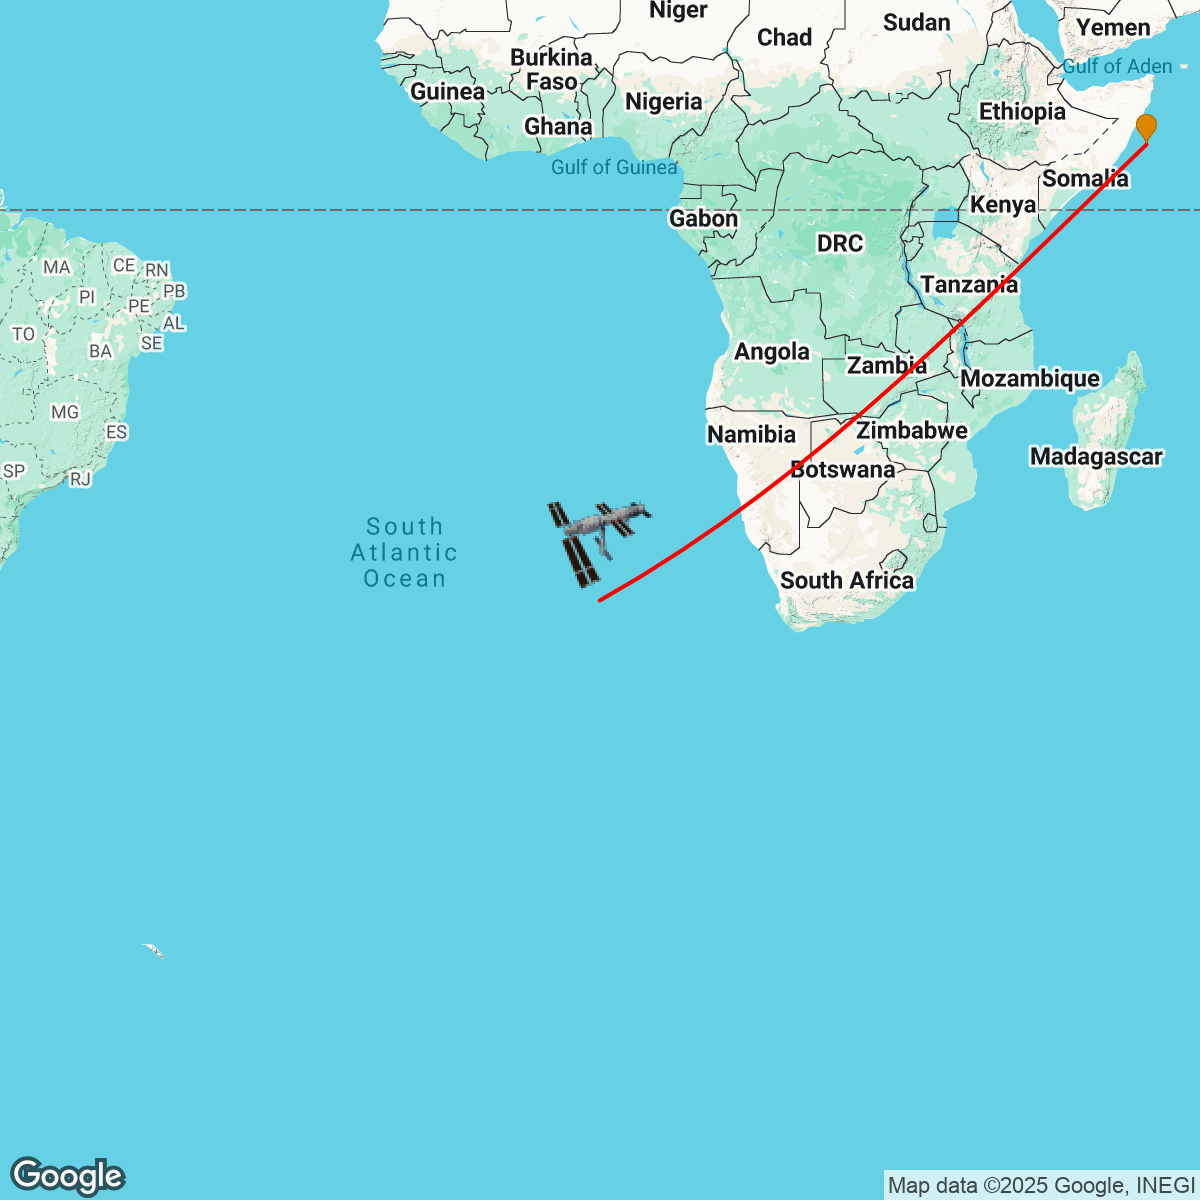 Niger
Sudan
Yemen
Chad
Burkina
Faso
Gulf of Aden
Guinea
Nigeria
Ethiopia
Ghana
Gulf of Guinea
Somalia
Kenya
Gabon
DRC
MA
CE
RN
PI
PB
PE
Tanzania
AL
TO
SE
BA
Angola
Zambia
Mozambique
MG
ES
Namibia
Zimbabwe
SP
RJ
Botswana
Madagascar
South
Atlantic
Ocean
South Africa
Google
Map data ©2025 Google, INEGI